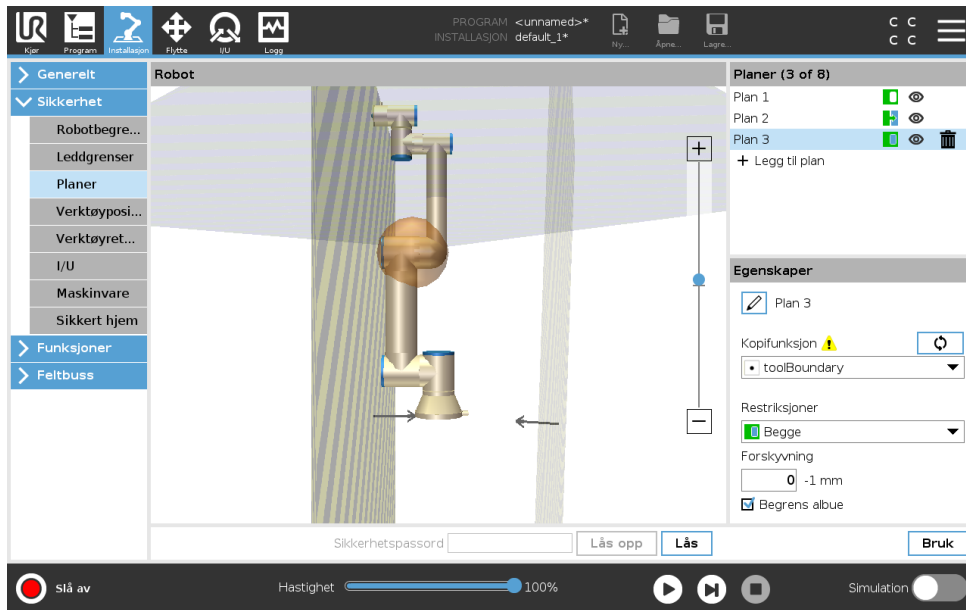 PROGRAM <unnamed>*
INSTALLASJON default_1*
UR
Kjør
Program
Installasjon
Flytte
I/U
Logg
Ny...
Åpne...
Lagre...
C C
C C
Generelt
Sikkerhet
Robotbegre...
Leddgrenser
Planer
Verktøyposi...
Verktøyret...
I/U
Maskinvare
Sikkert hjem
Funksjoner
Feltbuss
Robot
+
−
Planer (3 of 8)
Plan 1
Plan 2
Plan 3
+ Legg til plan
Egenskaper
Plan 3
Kopifunksjon
toolBoundary
Restriksjoner
Begge
Forskyvning
0 -1 mm
Begrens albue
Sikkerhetspassord
Lås opp
Lås
Bruk
Slå av
Hastighet
100%
Simulation